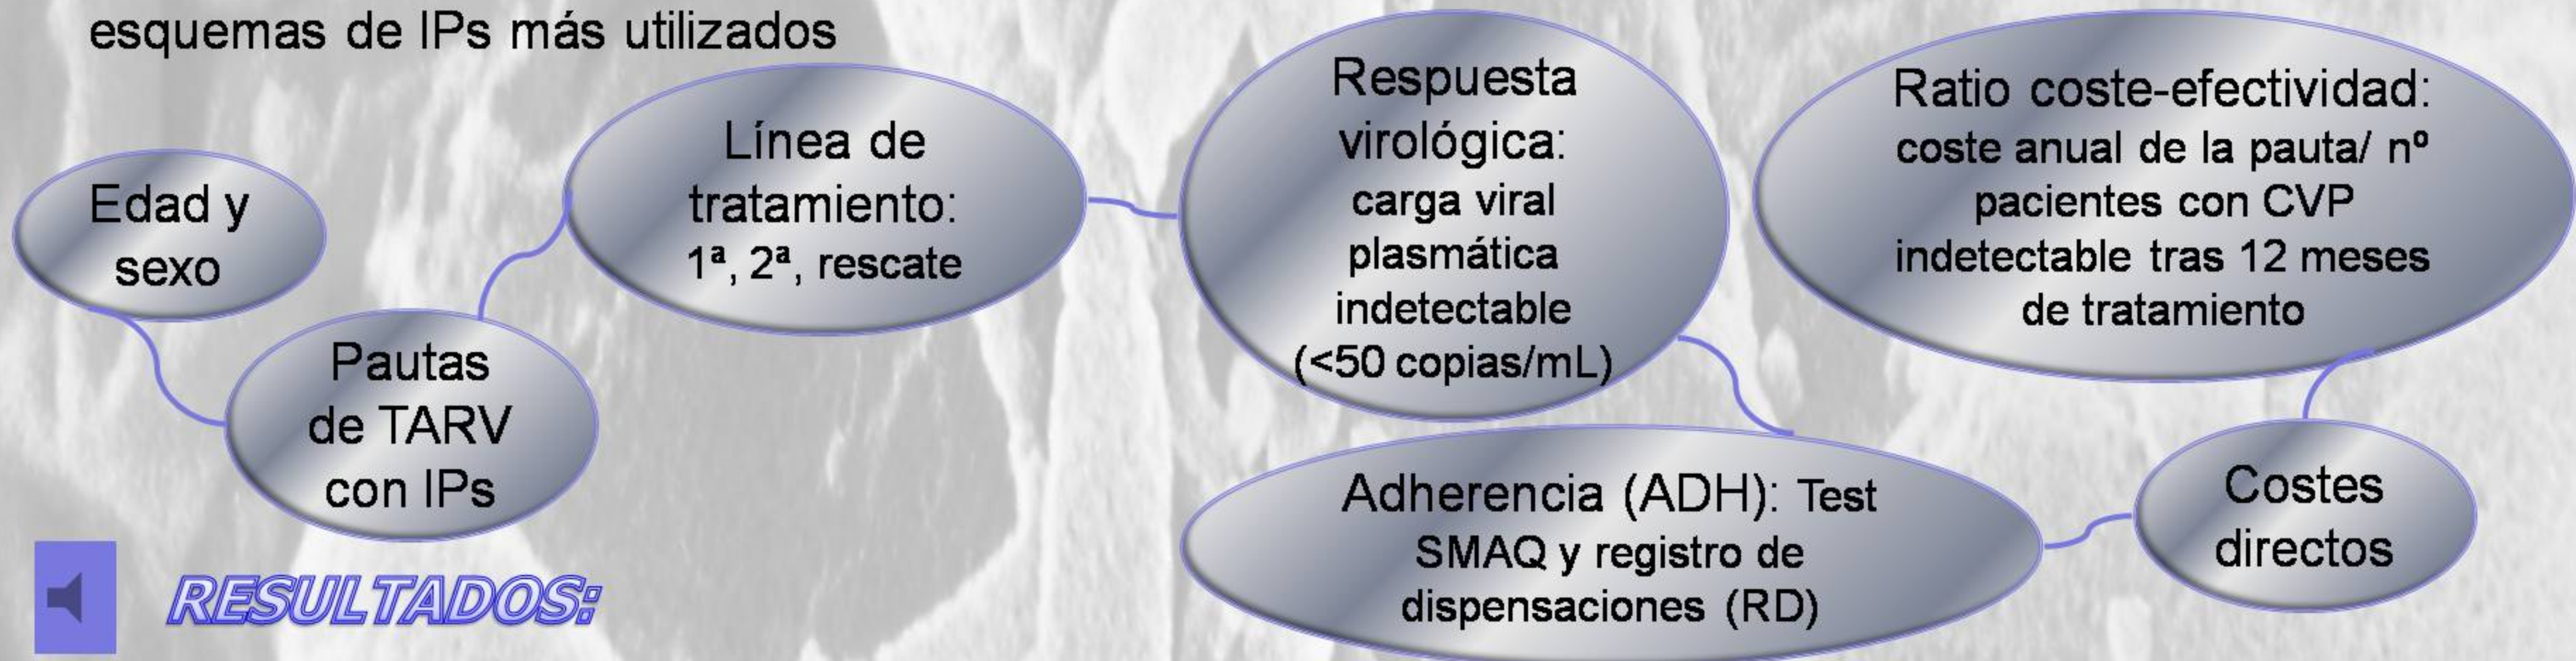 esquemas de IPs más utilizados
Edad y
sexo
Pautas
de TARV
con IPs
Línea de
tratamiento:
1ª, 2ª, rescate
Respuesta
virológica:
carga viral
plasmática
indetectable
(<50 copias/mL)
Adherencia (ADH): Test
SMAQ y registro de
dispensaciones (RD)
Costes
directos
Ratio coste-efectividad:
coste anual de la pauta/ nº
pacientes con CVP
indetectable tras 12 meses
de tratamiento
RESULTADOS: